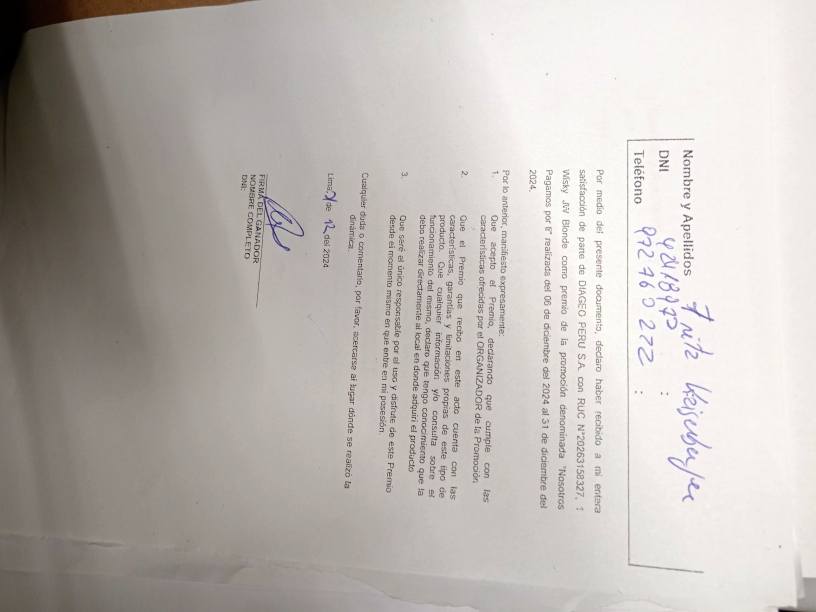 Nombre y Apellidos Fritz
DNI :
Teléfono 972763272 :
Por medio del presente documento, declaro haber recibido a mi entera
satisfacción de parte de DIAGEO PERU S.A. con RUC N°20263158327, 1
Wisky JW Blonde como premio de la promoción denominada "Nosotros
Pagamos por ti" realizada del 06 de diciembre del 2024 al 31 de diciembre del
2024.
Por lo anterior, manifiesto expresamente:
1. Que acepto el Premio, declarando que cumple con las
características ofrecidas por el ORGANIZADOR de la Promoción
2. Que el Premio que recibo en este acto cuenta con las
características, garantías y limitaciones propias de este tipo de
producto. Que cualquier información y/o consulta sobre el
funcionamiento del mismo, declaro que tengo conocimiento que la
debo realizar directamente al local en donde adquirí el producto
3. Que seré el único responsable por el uso y disfrute de este Premio
desde el momento mismo en que entre en mi posesión.
Cualquier duda o comentario, por favor, acercarse al lugar dónde se realizó la
dinámica.
Lima, de 12 del 2024
FIRMA DEL GANADOR
NOMBRE COMPLETO
DNI: